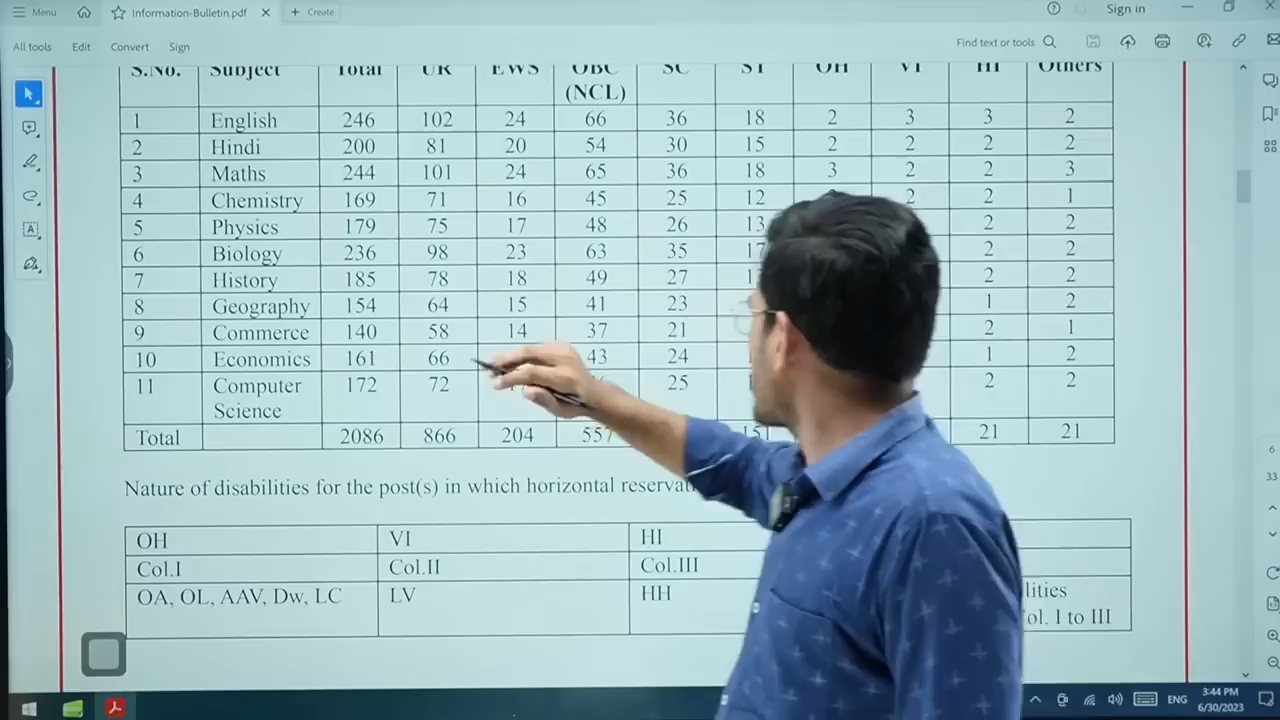 Menu Information-Bulletin.pdf Create Sign in
All tools Edit Convert Sign Find text or tools
S.No. Subject Total UR EWS OBC SC ST OH VI HI Others
(NCL)
1 English 246 102 24 66 36 18 2 3 3 2
2 Hindi 200 81 20 54 30 15 2 2 2 2
3 Maths 244 101 24 65 36 18 3 2 2 3
4 Chemistry 169 71 16 45 25 12 2 2 1
5 Physics 179 75 17 48 26 13 2 2
6 Biology 236 98 23 63 35 17 2 2
7 History 185 78 18 49 27 2 2
8 Geography 154 64 15 41 23 1 2
9 Commerce 140 58 14 37 21 2 1
10 Economics 161 66 43 24 1 2
11 Computer 172 72 17 25 2 2
Science
Total 2086 866 204 557 151 21 21
Nature of disabilities for the post(s) in which horizontal
OH VI HI
Col.I Col.II Col.III
OA, OL, AAV, Dw, LC LV HH
I to III
6
33
ENG 3:44 PM
6/30/2023